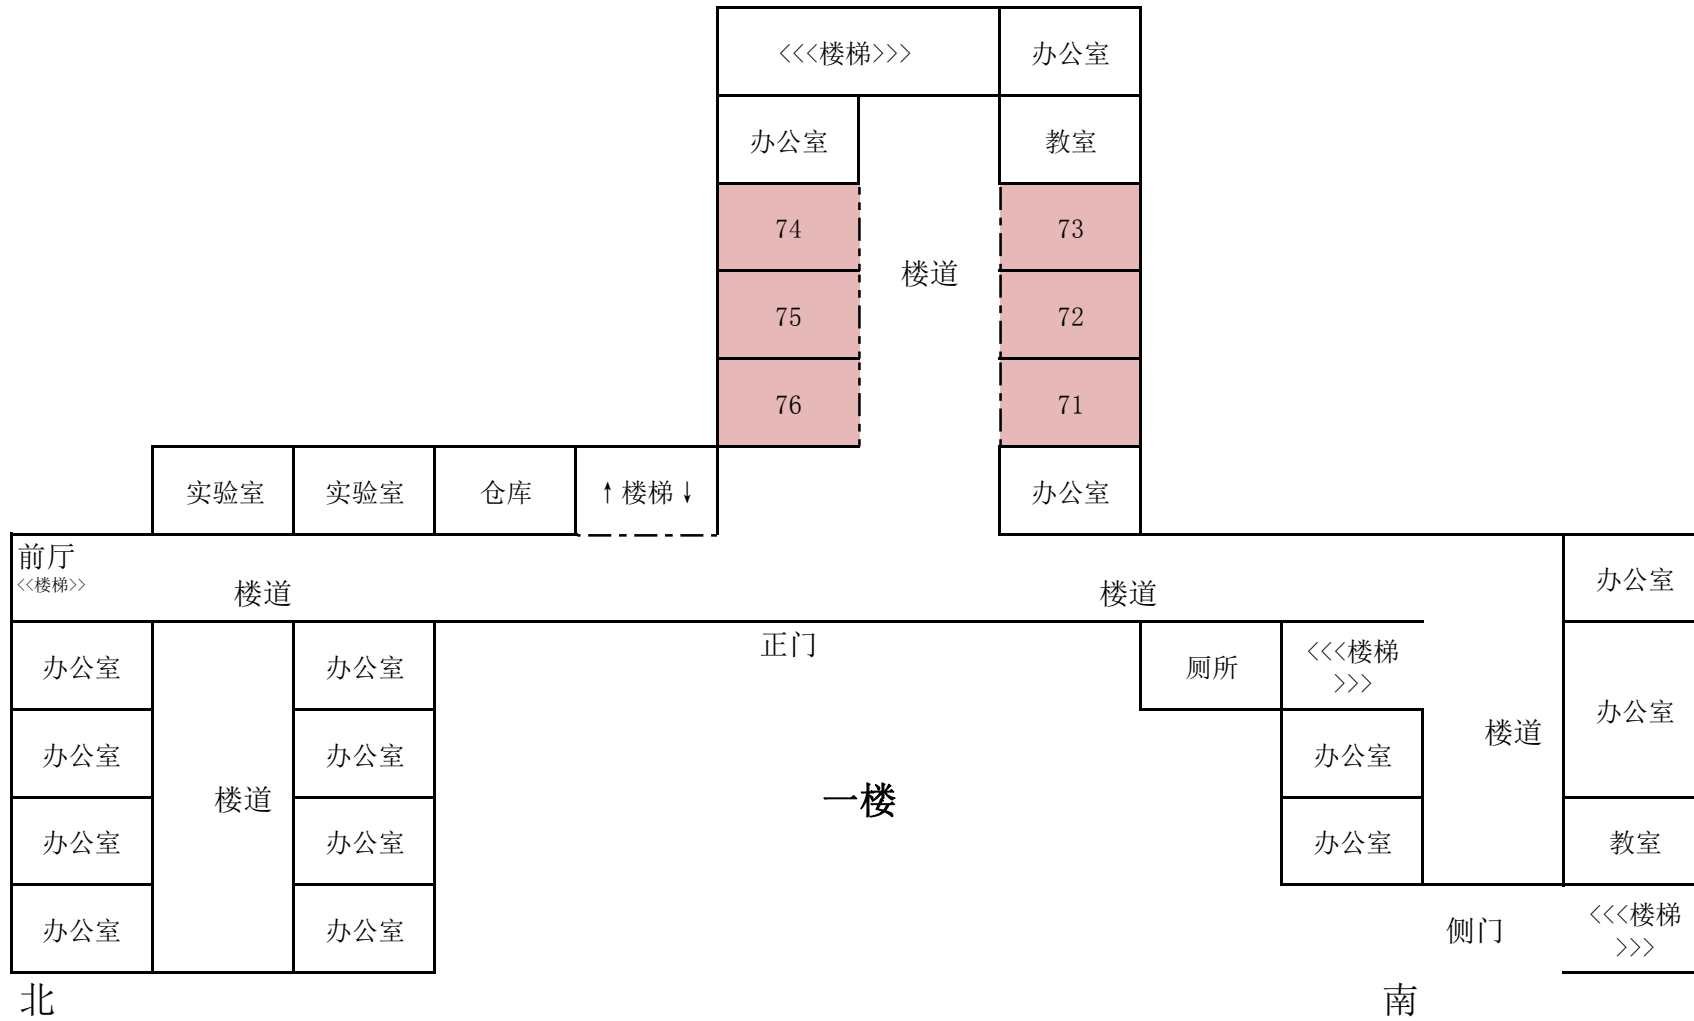 <<<楼梯>>>
办公室
办公室
教室
74
73
楼道
75
72
76
71
实验室
实验室
仓库
↑楼梯↓
办公室
前厅
<<楼梯>>
楼道
楼道
办公室
正门
办公室
办公室
厕所
<<<楼梯
>>>
办公室
楼道
办公室
办公室
办公室
楼道
一楼
办公室
办公室
办公室
教室
办公室
办公室
侧门
<<<楼梯
>>>
北
南